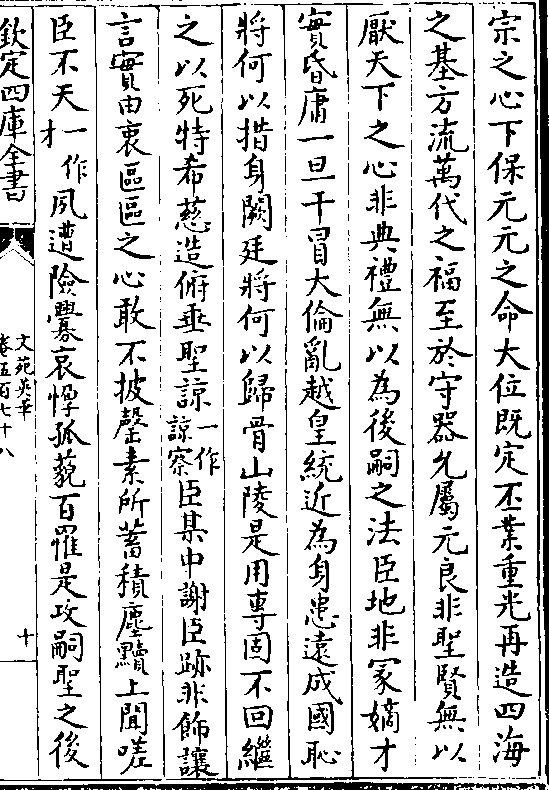 宗之心下保元元之命大位既定丕業重光再造四海
之基方流萬代之福至於守器允屬元良非聖賢無以
厭天下之心非典禮無以為後嗣之法臣地非冢嫡才
實昏庸一旦干冒大倫亂越皇統近為身患遠成國恥
將何以措身闕廷將何以歸骨山陵是用專固不回繼
之以死特希慈造俯垂聖諒一作諒察臣某中謝臣跡非飾讓
言實由衷區區之心敢不披罄素所蓄積塵黷上聞嗟
臣不天一作才夙遭險釁哀惸孤藐百罹是攻嗣聖之後
欽定四庫全書
文苑英華
卷五百七十八
十